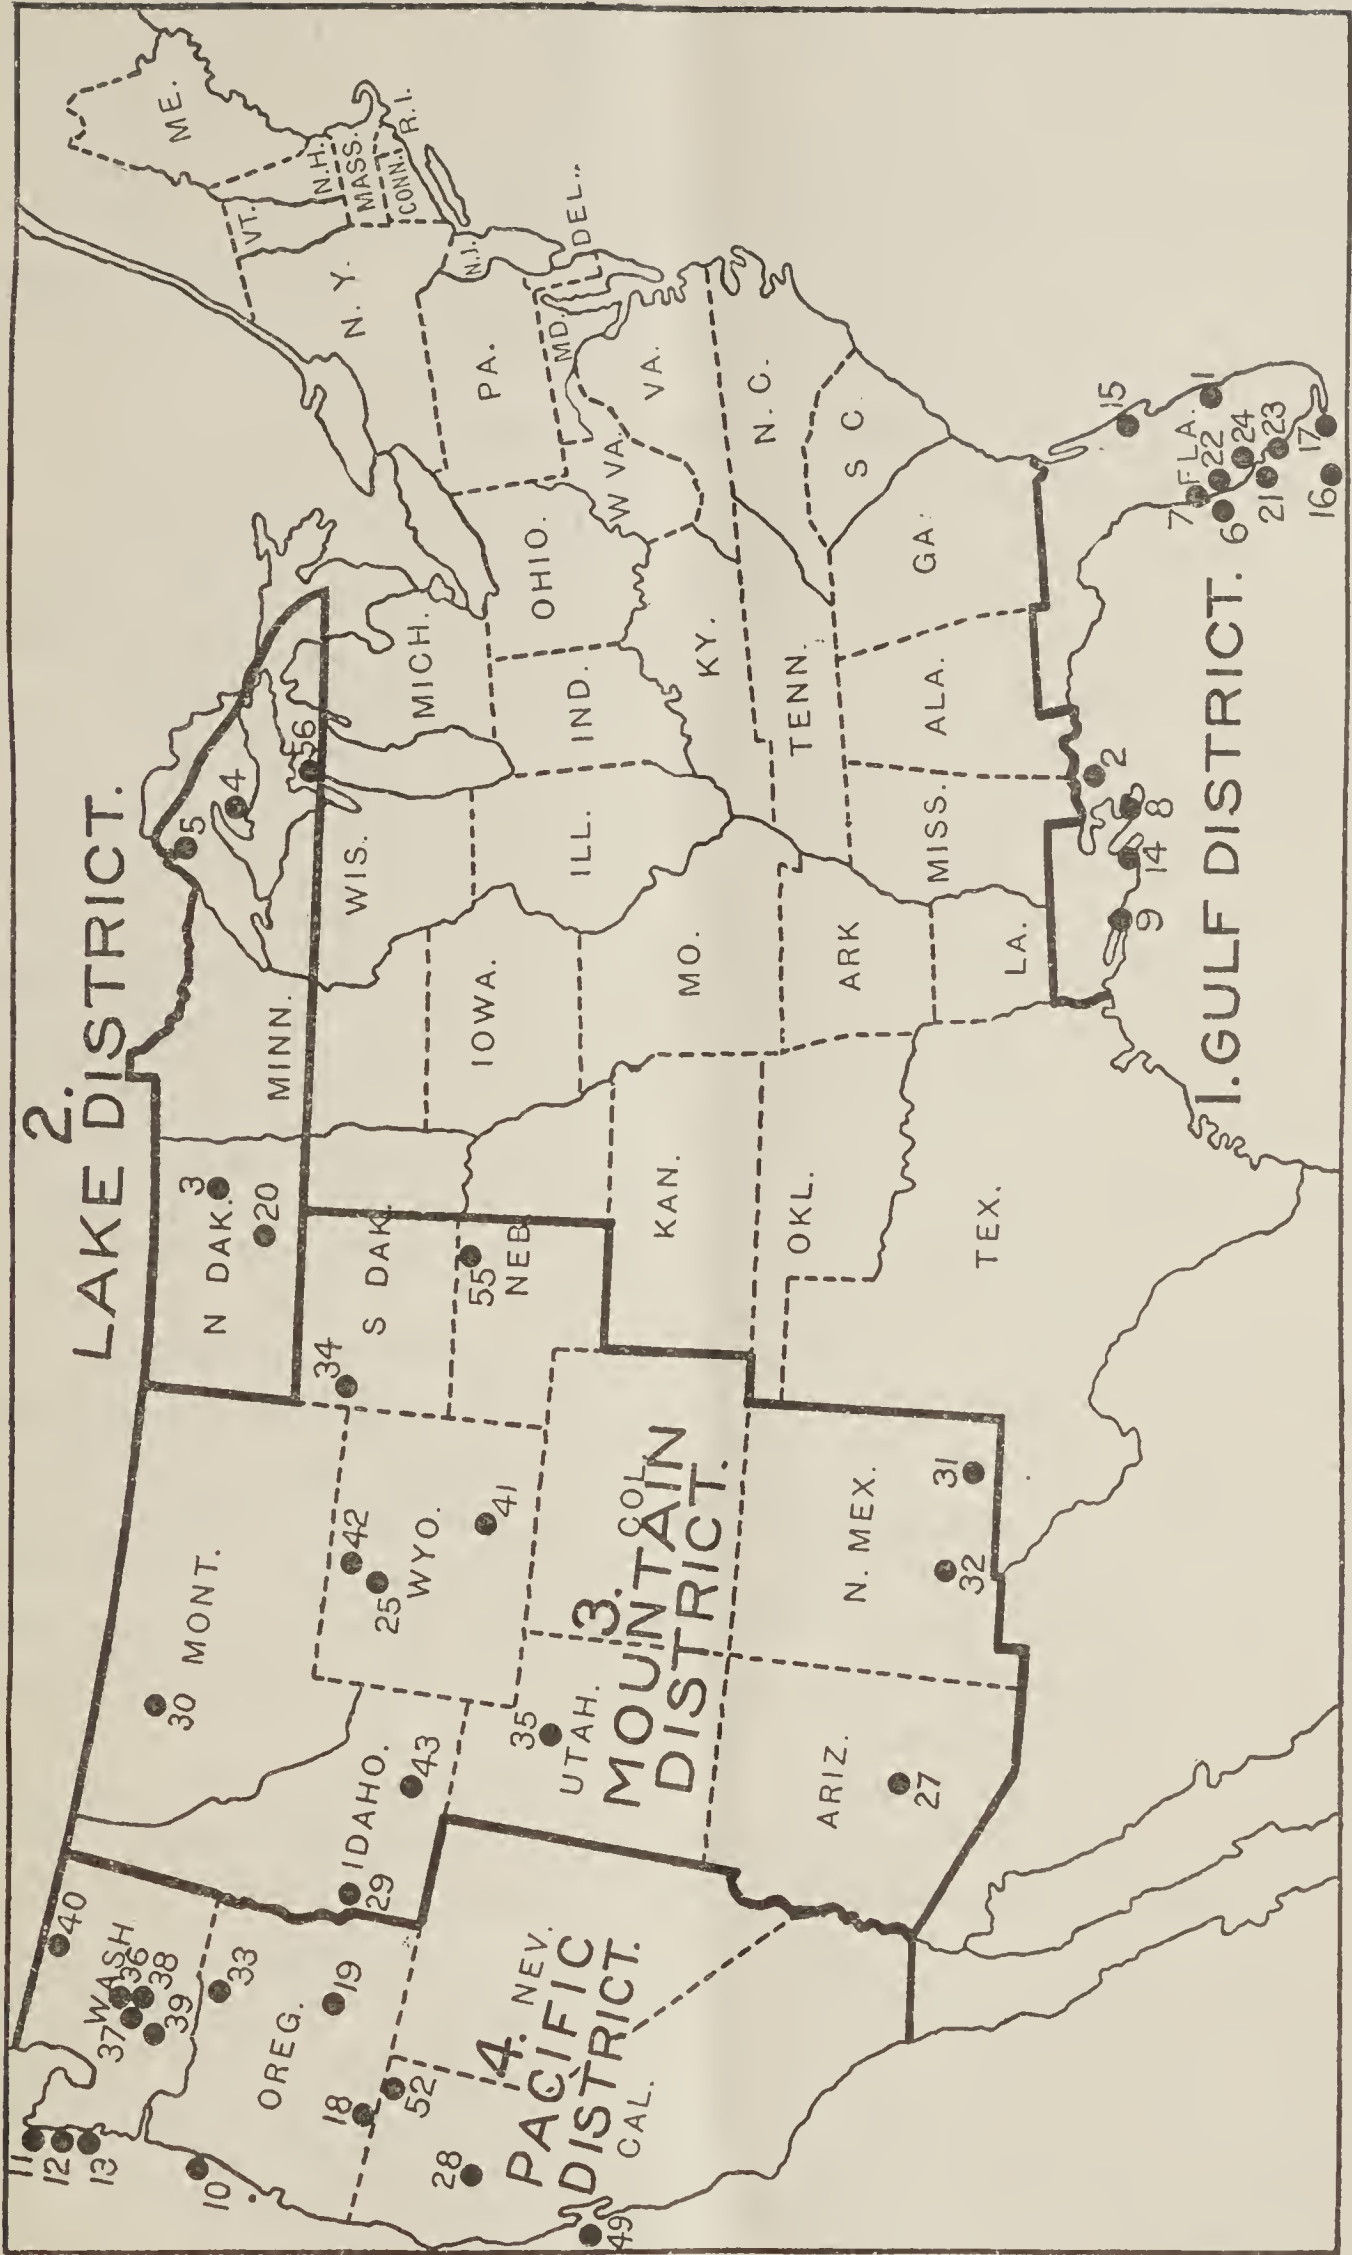 2.
LAKE DISTRICT.
1. GULF DISTRICT.
3.
MOUNTAIN
DISTRICT.
4.
PACIFIC
DISTRICT.
WASH
OREG.
CAL.
NEV.
IDAHO.
MONT.
WYO.
UTAH.
COL.
ARIZ.
N. MEX.
N DAK.
S DAK.
NEB
KAN.
OKL.
TEX.
MINN.
IOWA.
MO.
ARK
LA.
WIS.
ILL.
MICH.
IND.
OHIO.
KY.
TENN.
MISS.
ALA.
GA.
FLA.
S C.
N. C.
VA.
W VA.
MD.
DEL.
PA.
N.J.
N. Y.
CONN.
R. I.
MASS.
VT.
N.H.
ME.
11
12
13
10
40
36
37
38
39
33
19
18
52
28
49
29
43
30
42
25
41
35
27
32
31
34
55
3
20
5
4
56
9
14
8
2
15
1
7
22
6
24
21
23
17
16